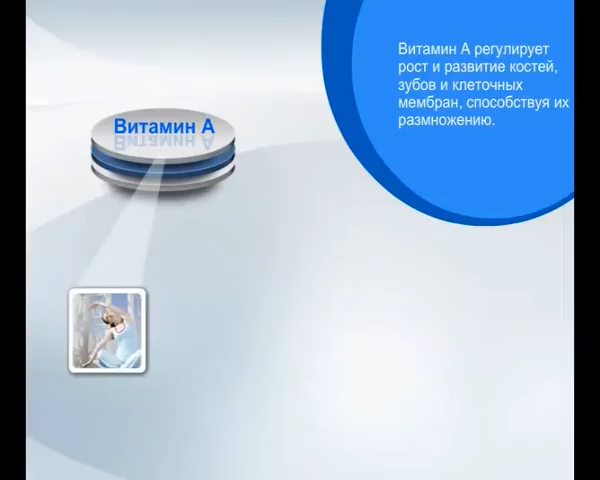 Витамин А
Витамин А регулирует
рост и развитие костей,
зубов и клеточных
мембран, способствуя их
размножению.